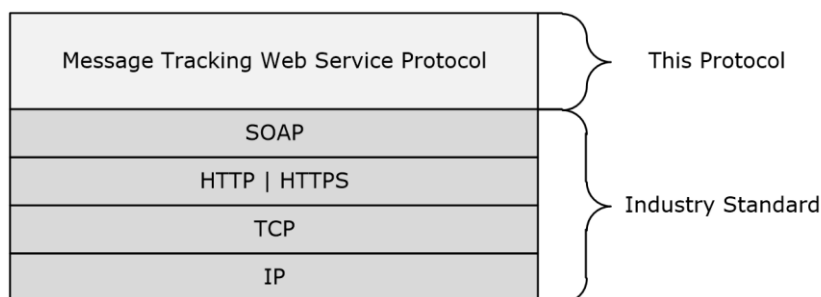 Message Tracking Web Service Protocol
This Protocol
SOAP
HTTP | HTTPS
TCP
IP
Industry Standard